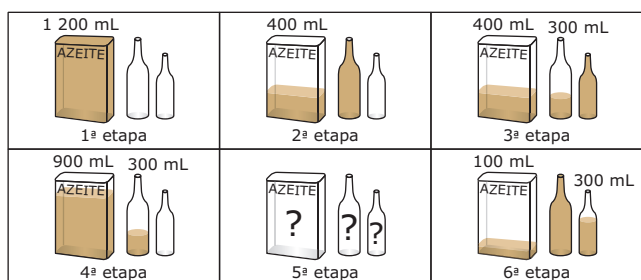 1 200 mL
AZEITE
1ª etapa
400 mL
AZEITE
2ª etapa
400 mL 300 mL
AZEITE
3ª etapa
900 mL 300 mL
AZEITE
4ª etapa
AZEITE
? ? ?
5ª etapa
100 mL
300 mL
AZEITE
6ª etapa